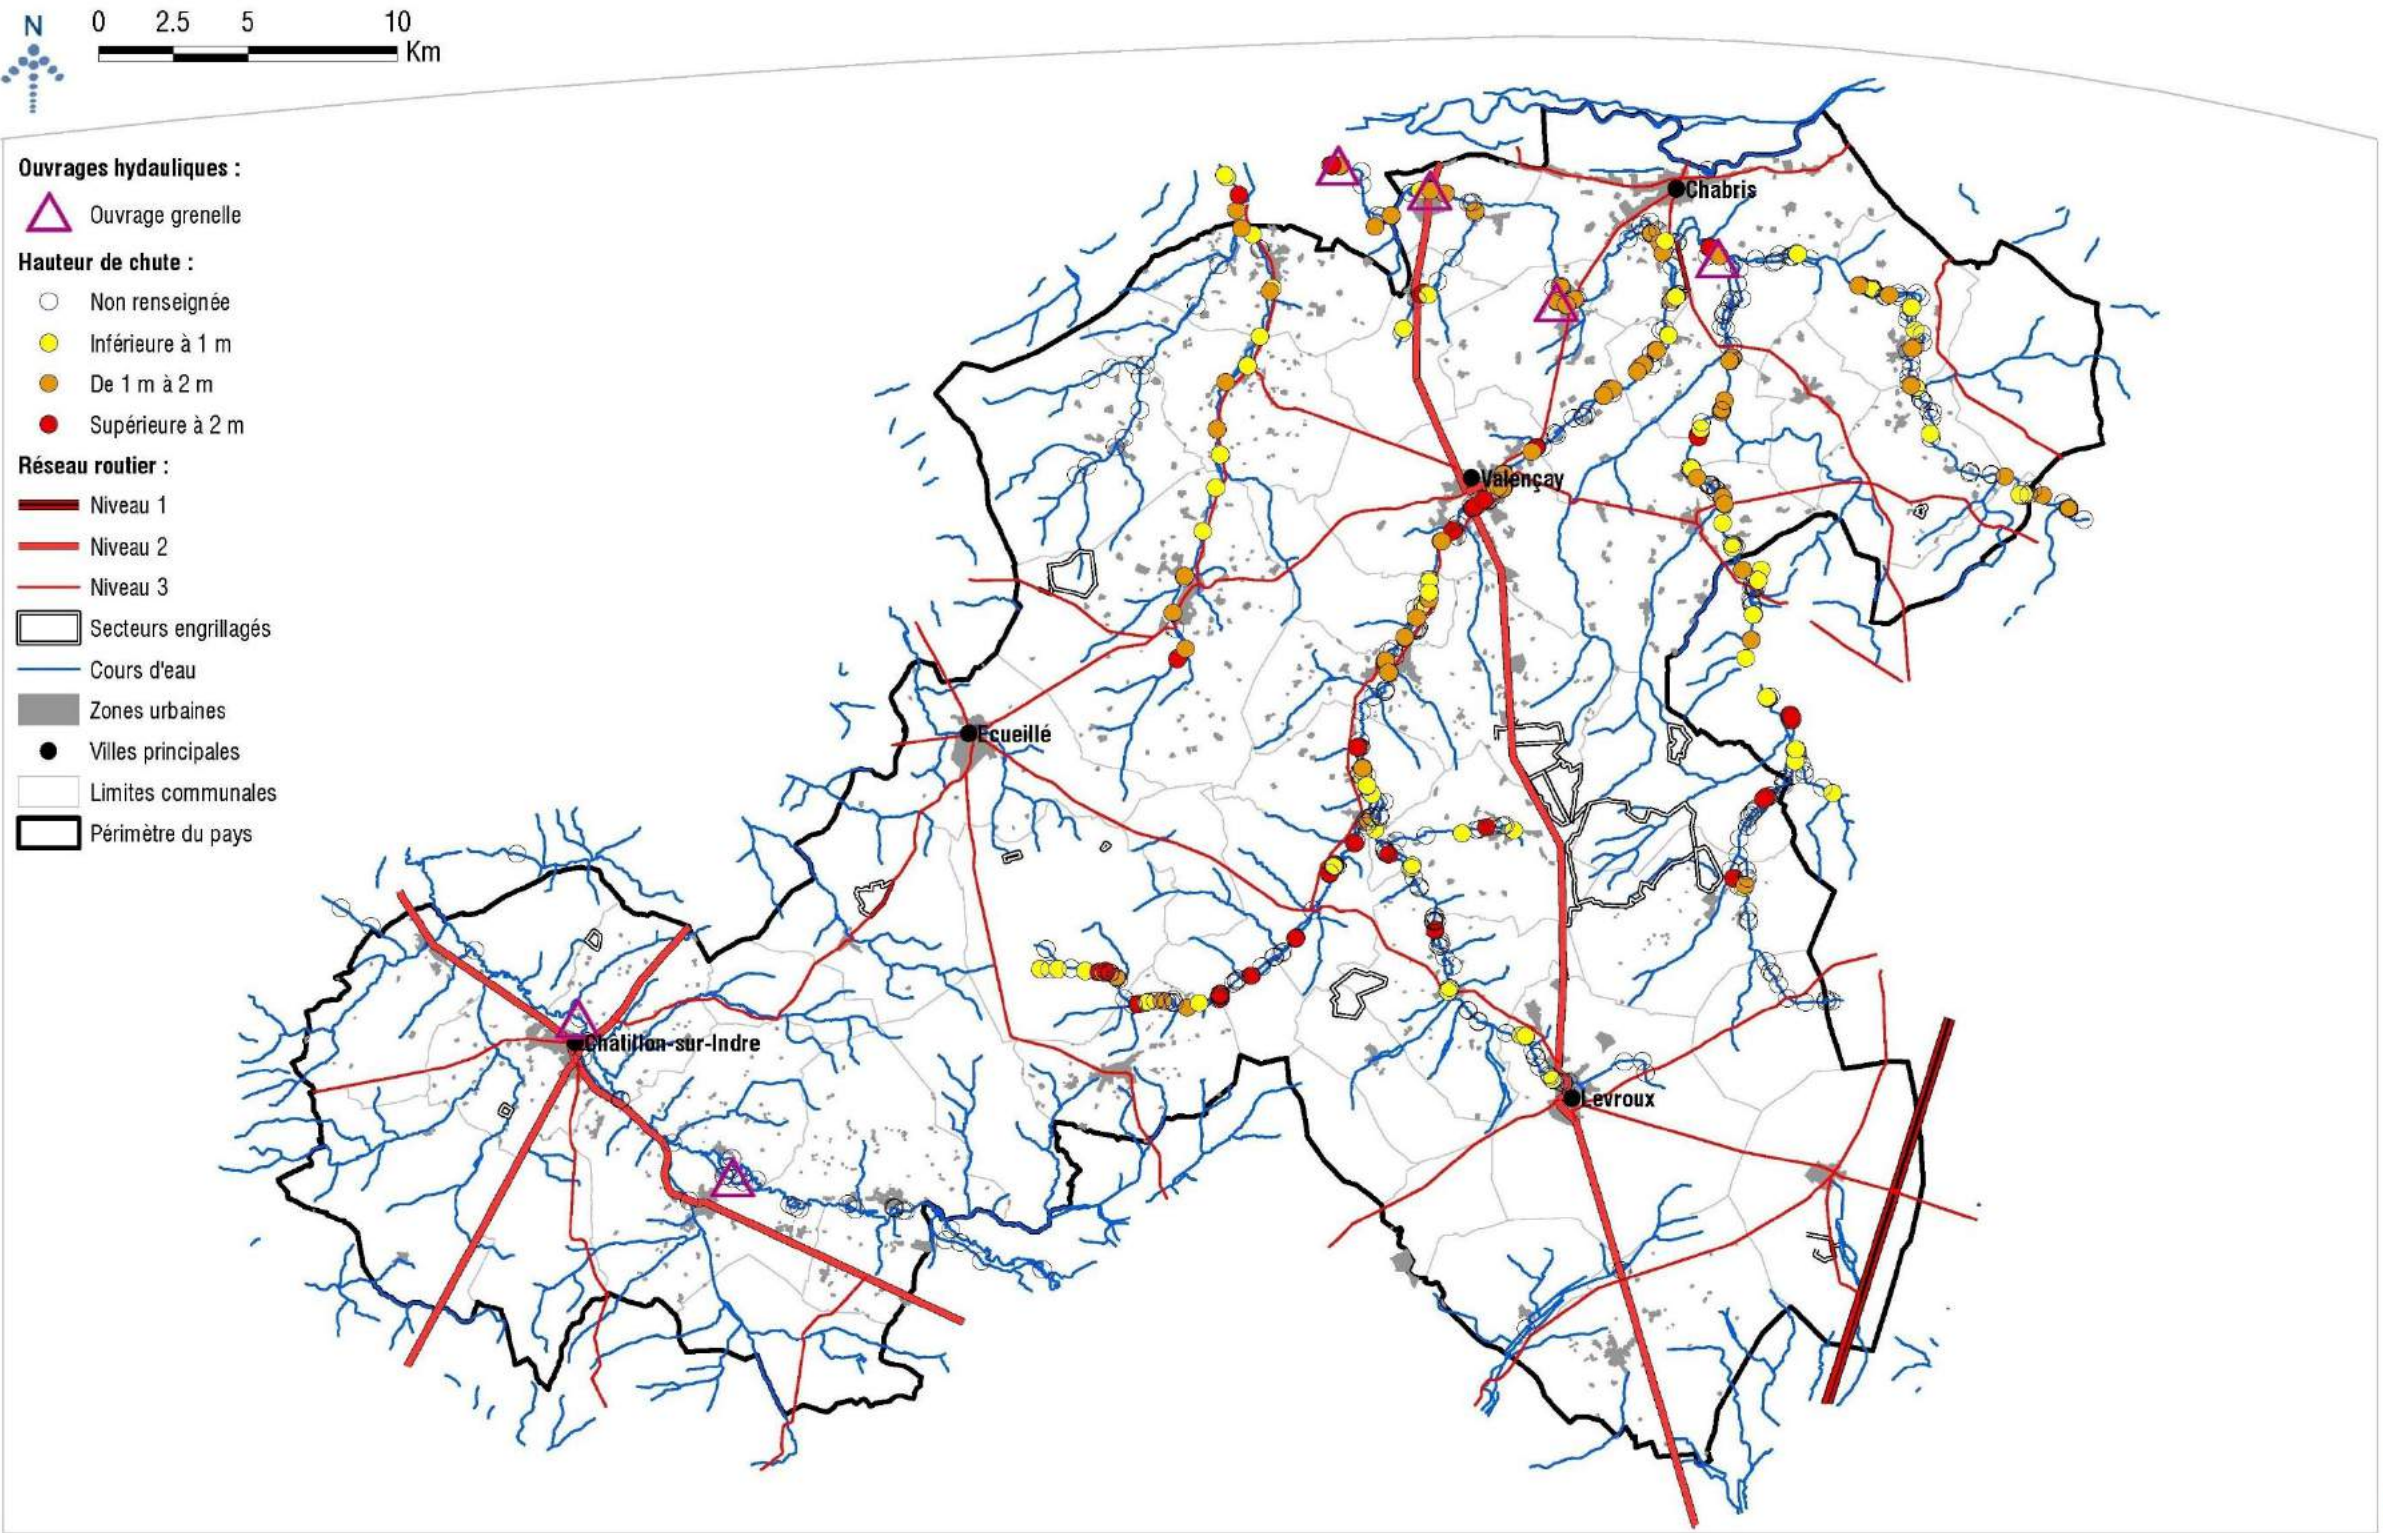 N
0 2.5 5 10
Km
Ouvrages hydauliques :
Ouvrage grenelle
Hauteur de chute :
Non renseignée
Inférieure à 1 m
De 1 m à 2 m
Supérieure à 2 m
Réseau routier :
Niveau 1
Niveau 2
Niveau 3
Secteurs engrillagés
Cours d'eau
Zones urbaines
Villes principales
Limites communales
Périmètre du pays
Chabris
Valençay
Ecueillé
Châtillon-sur-Indre
Levroux